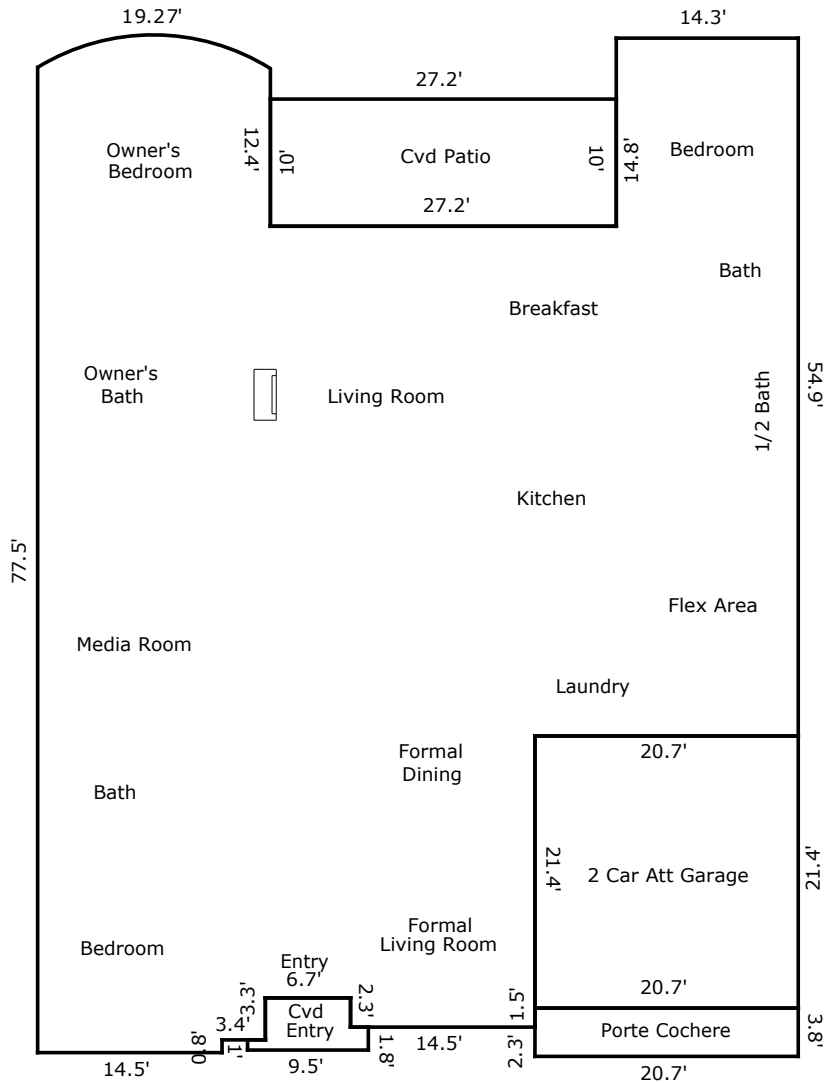 19.27'
14.3'
27.2'
Owner's
Bedroom
12.4'
10'
Cvd Patio
10'
14.8'
Bedroom
27.2'
Bath
Breakfast
Owner's
Bath
Living Room
1/2 Bath
54.9'
Kitchen
77.5'
Flex Area
Media Room
Laundry
Formal
Dining
20.7'
Bath
21.4'
2 Car Att Garage
21.4'
Bedroom
Formal
Living Room
Entry
6.7'
3.3'
2.3'
1.5'
20.7'
Cvd
Entry
3.4'
0.8'
1'
1.8'
14.5'
2.3'
Porte Cochere
3.8'
14.5'
9.5'
20.7'